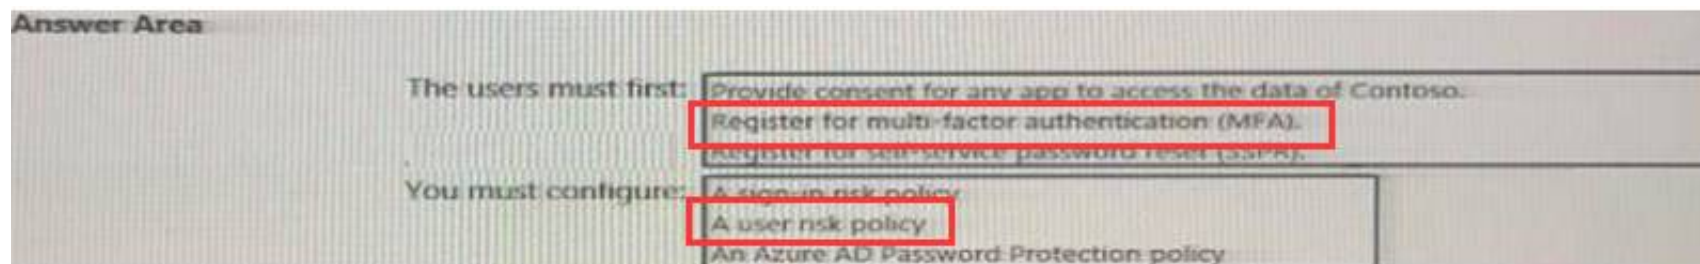 Answer Area
The users must first: Provide consent for any app to access the data of Contoso.
Register for multi-factor authentication (MFA).
Register for self-service password reset (SSPR).
You must configure: A sign-in risk policy
A user risk policy
An Azure AD Password Protection policy